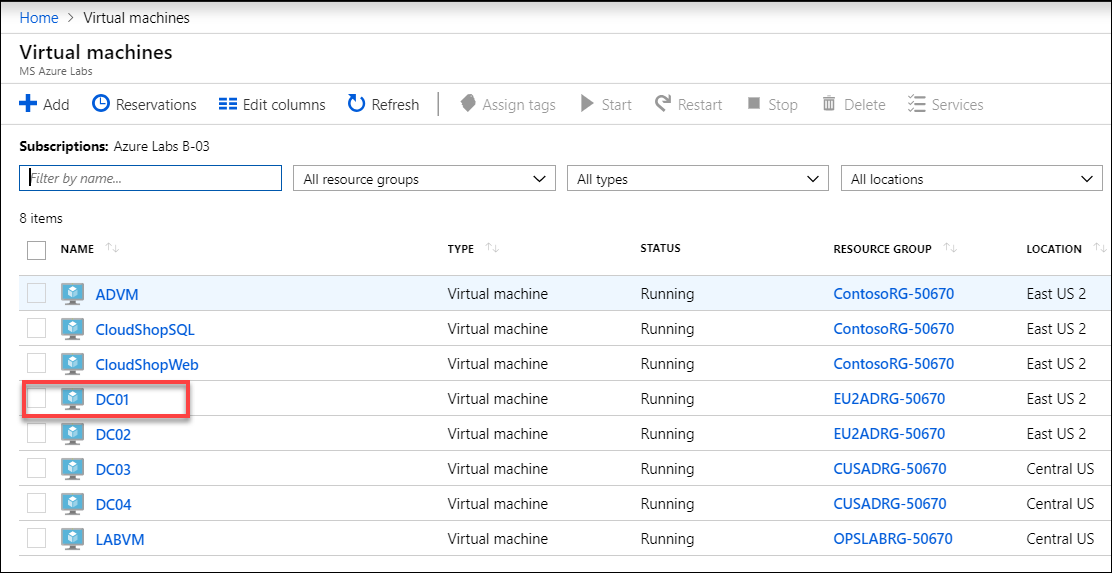 Home > Virtual machines
Virtual machines
MS Azure Labs
Add Reservations Edit columns Refresh Assign tags Start Restart Stop Delete Services
Subscriptions: Azure Labs B-03
Filter by name... All resource groups All types All locations
8 items
NAME TYPE STATUS RESOURCE GROUP LOCATION
ADVM Virtual machine Running ContosoRG-50670 East US 2
CloudShopSQL Virtual machine Running ContosoRG-50670 East US 2
CloudShopWeb Virtual machine Running ContosoRG-50670 East US 2
DC01 Virtual machine Running EU2ADRG-50670 East US 2
DC02 Virtual machine Running EU2ADRG-50670 East US 2
DC03 Virtual machine Running CUSADRG-50670 Central US
DC04 Virtual machine Running CUSADRG-50670 Central US
LABVM Virtual machine Running OPSLABRG-50670 Central US